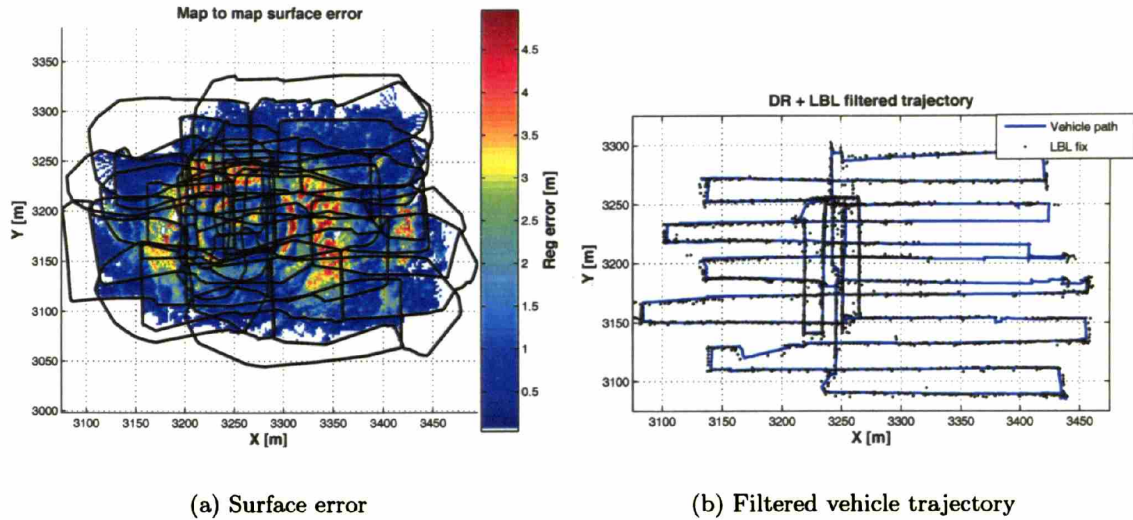 Map to map surface error
3350
3300
3250
3200
3150
3100
3050
3000
Y [m]
3100 3150 3200 3250 3300 3350 3400 3450
X [m]
4.5
4
3.5
3
2.5
2
1.5
1
0.5
Reg error [m]
(a) Surface error
DR + LBL filtered trajectory
Vehicle path
LBL fix
3300
3250
3200
3150
3100
Y [m]
3100 3150 3200 3250 3300 3350 3400 3450
X [m]
(b) Filtered vehicle trajectory